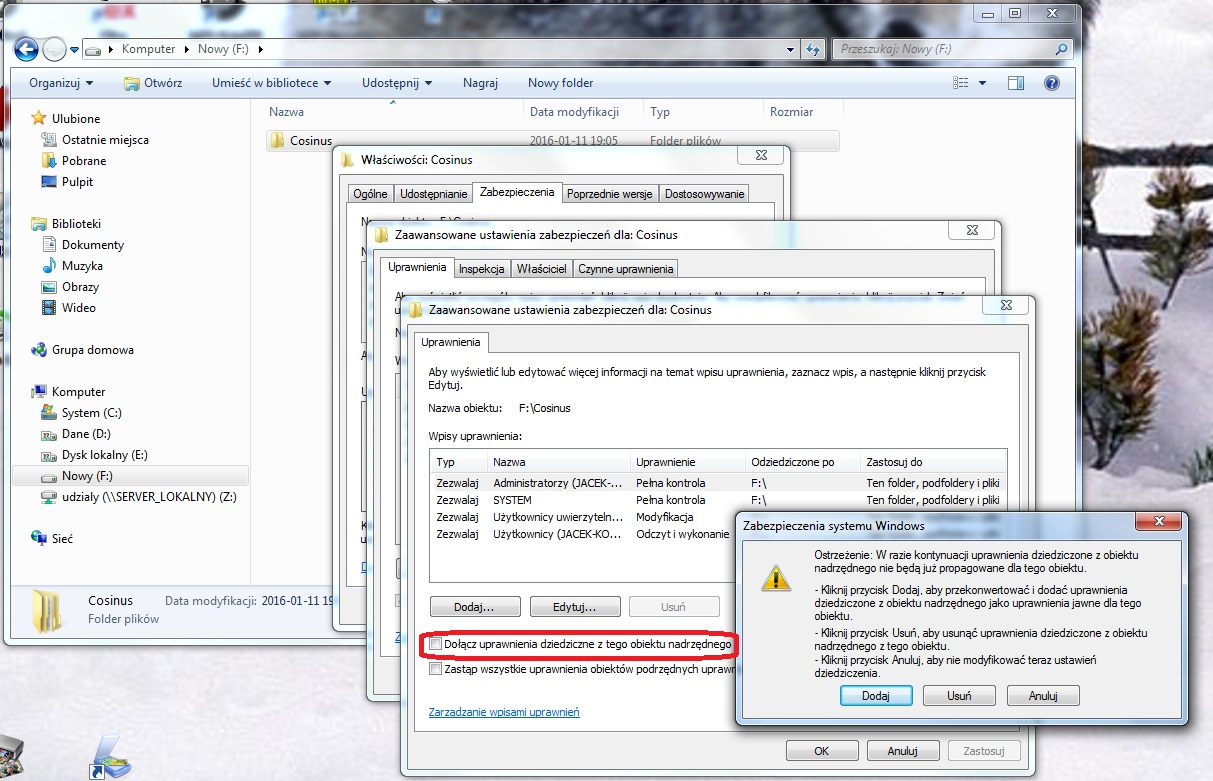 Komputer
Nowy (F:)
Przeszukaj: Nowy (F:)
Organizuj
Otwórz
Umieść w bibliotece
Udostępnij
Nagraj
Nowy folder
Nazwa
Data modyfikacji
Typ
Rozmiar
Cosinus
2016-01-11 19:05
Folder plików
Ulubione
Ostatnie miejsca
Pobrane
Pulpit
Biblioteki
Dokumenty
Muzyka
Obrazy
Wideo
Grupa domowa
Komputer
System (C:)
Dane (D:)
Dysk lokalny (E:)
Nowy (F:)
udzialy (\\SERVER_LOKALNY) (Z:)
Sieć
Cosinus
Data modyfikacji: 2016-01-11 19
Folder plików
Właściwości: Cosinus
Ogólne
Udostępnianie
Zabezpieczenia
Poprzednie wersje
Dostosowywanie
Zaawansowane ustawienia zabezpieczeń dla: Cosinus
Uprawnienia
Inspekcja
Właściciel
Czynne uprawnienia
Zaawansowane ustawienia zabezpieczeń dla: Cosinus
Uprawnienia
Aby wyświetlić lub edytować więcej informacji na temat wpisu uprawnienia, zaznacz wpis, a następnie kliknij przycisk
Edytuj.
Nazwa obiektu: F:\Cosinus
Wpisy uprawnienia:
Typ Nazwa Uprawnienie Odziedziczone po Zastosuj do
Zezwalaj Administratorzy (JACEK-... Pełna kontrola F:\ Ten folder, podfoldery i pliki
Zezwalaj SYSTEM Pełna kontrola F:\ Ten folder, podfoldery i pliki
Zezwalaj Użytkownicy uwierzyteln... Modyfikacja
Zezwalaj Użytkownicy (JACEK-KO... Odczyt i wykonanie
Dodaj...
Edytuj...
Usuń
Dołącz uprawnienia dziedziczne z tego obiektu nadrzędnego
Zastąp wszystkie uprawnienia obiektów podrzędnych
Zarządzanie wpisami uprawnień
OK
Anuluj
Zastosuj
Zabezpieczenia systemu Windows
Ostrzeżenie: W razie kontynuacji uprawnienia dziedziczone z obiektu
nadrzędnego nie będą już propagowane dla tego obiektu.
- Kliknij przycisk Dodaj, aby przekonwertować i dodać uprawnienia
dziedziczone z obiektu nadrzędnego jako uprawnienia jawne dla tego
obiektu.
- Kliknij przycisk Usuń, aby usunąć uprawnienia dziedziczone z obiektu
nadrzędnego z tego obiektu.
- Kliknij przycisk Anuluj, aby nie modyfikować teraz ustawień
dziedziczenia.
Dodaj
Usuń
Anuluj